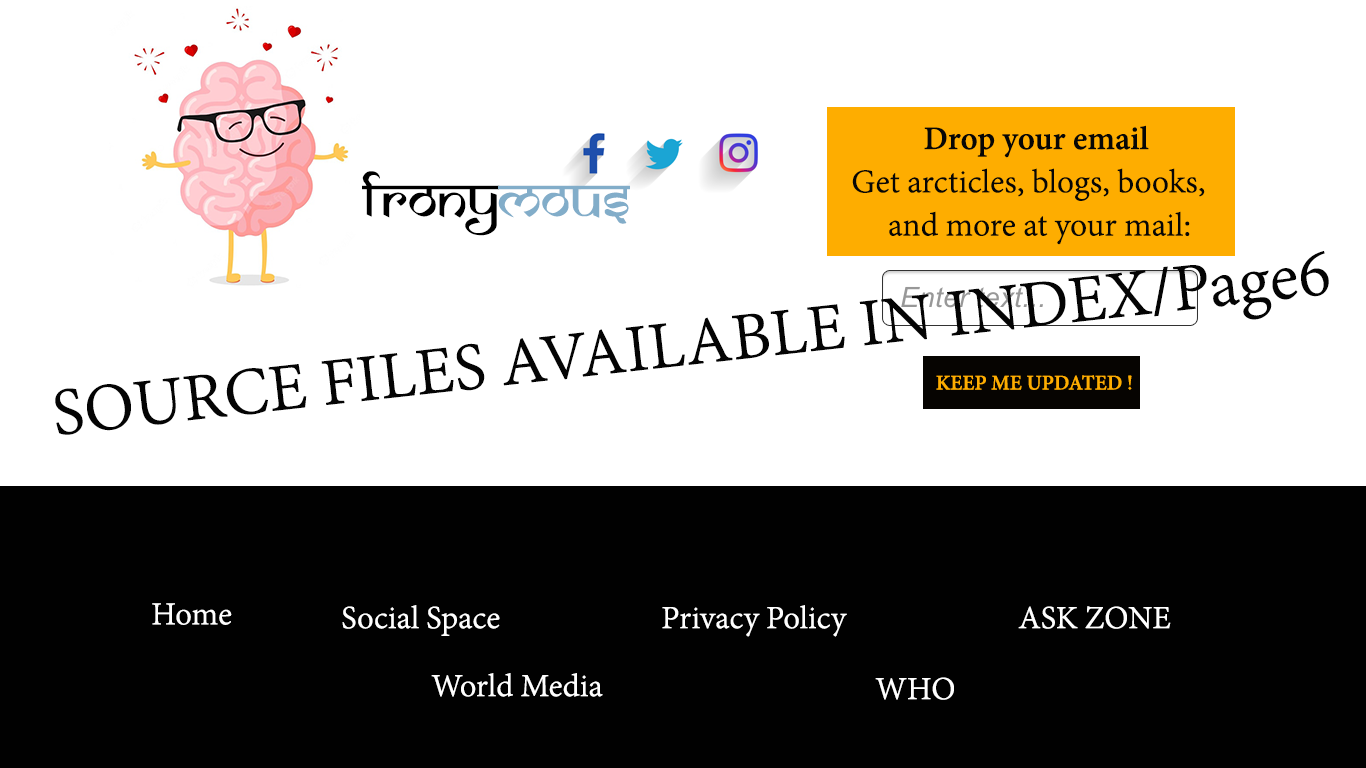 fronymous
Drop your email
Get arcticles, blogs, books,
and more at your mail:
Enter text...
SOURCE FILES AVAILABLE IN INDEX/Page6
KEEP ME UPDATED !
Home
Social Space
Privacy Policy
ASK ZONE
World Media
WHO